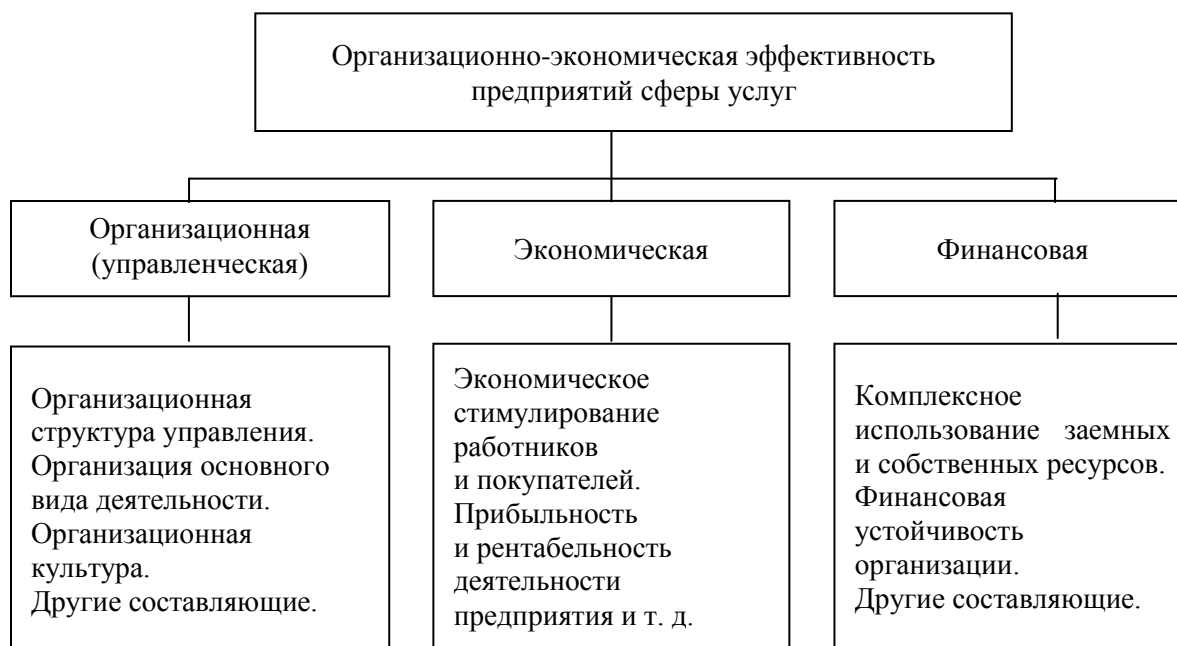 Организационно-экономическая эффективность
предприятий сферы услуг
Организационная
(управленческая)
Экономическая
Финансовая
Организационная
структура управления.
Организация основного
вида деятельности.
Организационная
культура.
Другие составляющие.
Экономическое
стимулирование
работников
и покупателей.
Прибыльность
и рентабельность
деятельности
предприятия и т. д.
Комплексное
использование заемных
и собственных ресурсов.
Финансовая
устойчивость
организации.
Другие составляющие.